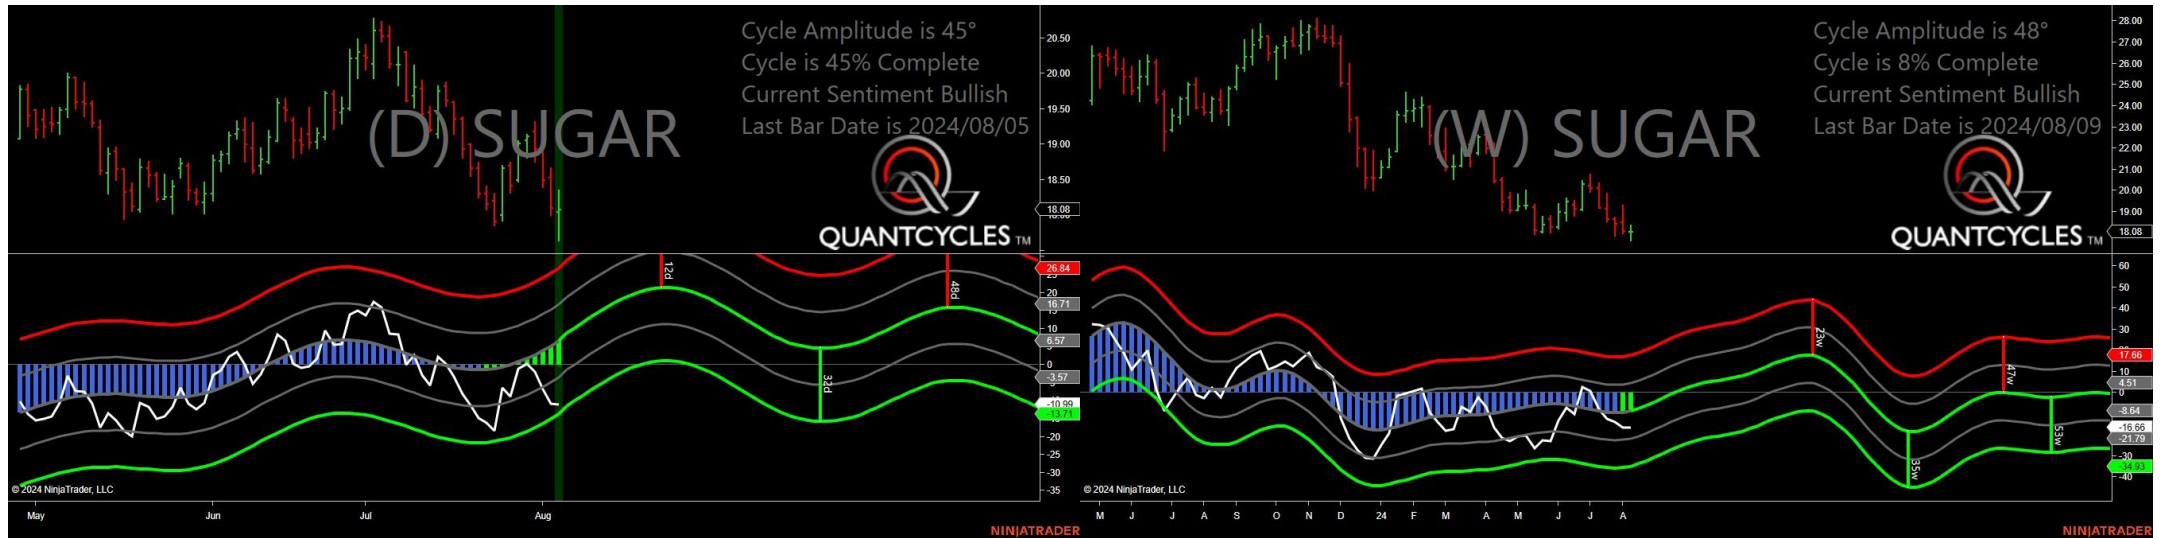 (D) SUGAR
Cycle Amplitude is 45°
Cycle is 45% Complete
Current Sentiment Bullish
Last Bar Date is 2024/08/05
QUANTCYCLES TM
20.50
20.00
19.50
19.00
18.50
18.08
12d
48d
32d
26.84
20
16.71
10
6.57
0
-3.57
-10.99
-13.71
-20
-25
-30
-35
© 2024 NinjaTrader, LLC
May Jun Jul Aug
NINJATRADER
(W) SUGAR
Cycle Amplitude is 48°
Cycle is 8% Complete
Current Sentiment Bullish
Last Bar Date is 2024/08/09
QUANTCYCLES TM
28.00
27.00
26.00
25.00
24.00
23.00
22.00
21.00
20.00
19.00
18.08
23w
47w
35w
53w
60
50
40
30
17.66
10
4.51
0
-8.64
-16.66
-21.79
-30
-34.93
-40
© 2024 NinjaTrader, LLC
M J J A S O N D 24 F M A M J J A
NINJATRADER